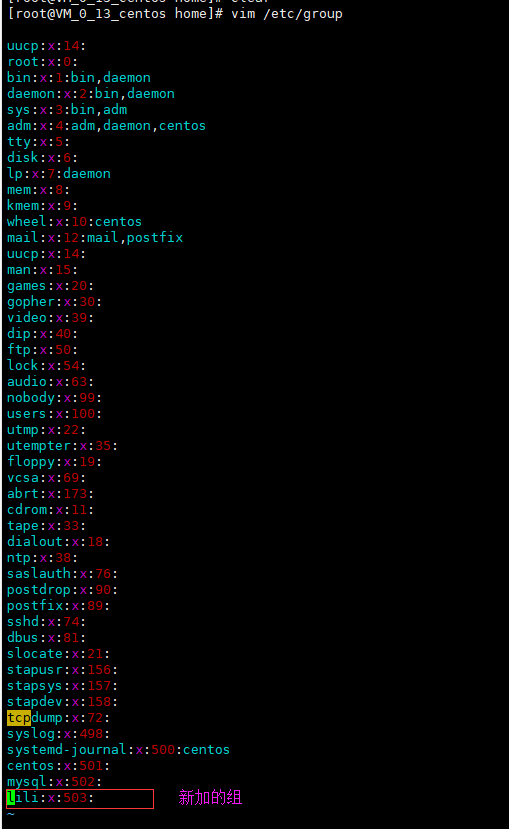 [root@VM_0_13_centos home]# clear
[root@VM_0_13_centos home]# vim /etc/group
uucp:x:14:
root:x:0:
bin:x:1:bin,daemon
daemon:x:2:bin,daemon
sys:x:3:bin,adm
adm:x:4:adm,daemon,centos
tty:x:5:
disk:x:6:
lp:x:7:daemon
mem:x:8:
kmem:x:9:
wheel:x:10:centos
mail:x:12:mail,postfix
uucp:x:14:
man:x:15:
games:x:20:
gopher:x:30:
video:x:39:
dip:x:40:
ftp:x:50:
lock:x:54:
audio:x:63:
nobody:x:99:
users:x:100:
utmp:x:22:
utempter:x:35:
floppy:x:19:
vcsa:x:69:
abrt:x:173:
cdrom:x:11:
tape:x:33:
dialout:x:18:
ntp:x:38:
saslauth:x:76:
postdrop:x:90:
postfix:x:89:
sshd:x:74:
dbus:x:81:
slocate:x:21:
stapusr:x:156:
stapsys:x:157:
stapdev:x:158:
tcpdump:x:72:
syslog:x:498:
systemd-journal:x:500:centos
centos:x:501:
mysql:x:502:
lili:x:503: 新加的组
~